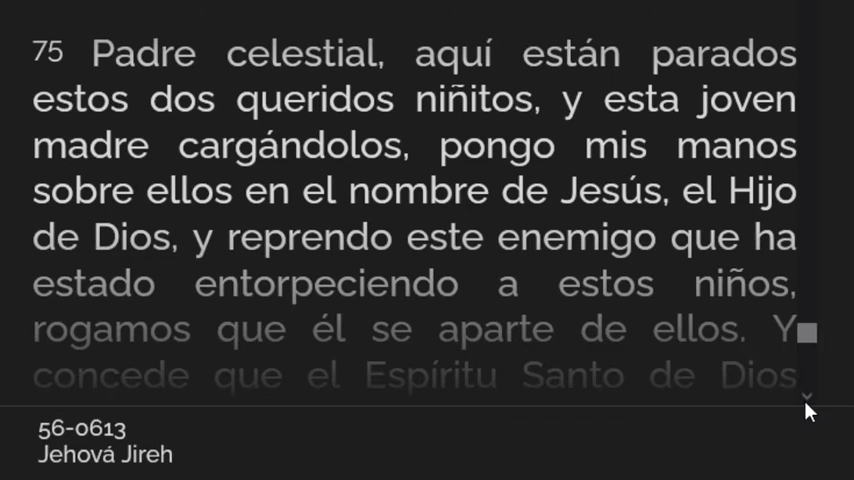 75 Padre celestial, aquí están parados
estos dos queridos niñitos, y esta joven
madre cargándolos, pongo mis manos
sobre ellos en el nombre de Jesús, el Hijo
de Dios, y reprendo este enemigo que ha
estado entorpeciendo a estos niños,
rogamos que él se aparte de ellos. Y
concede que el Espíritu Santo de Dios
56-0613
Jehová Jireh